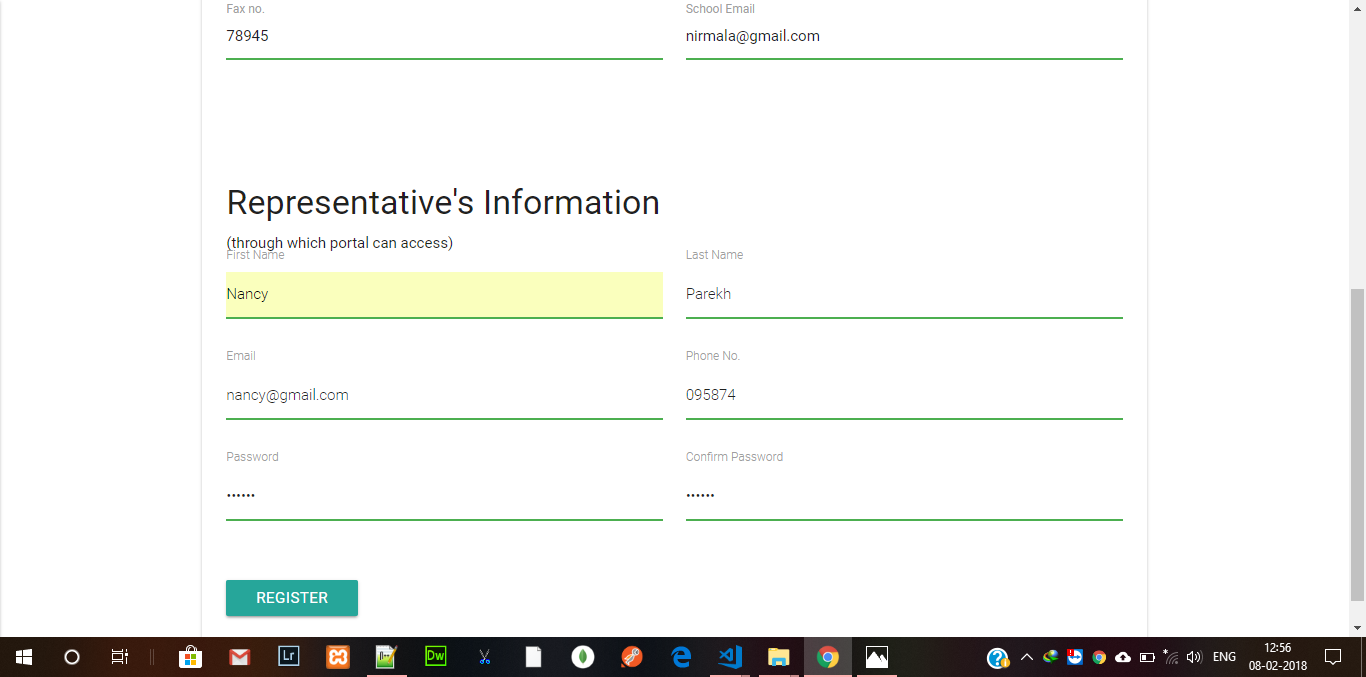 Fax no. School Email
78945 nirmala@gmail.com
Representative's Information
(through which portal can access)
First Name Last Name
Nancy Parekh
Email Phone No.
nancy@gmail.com 095874
Password Confirm Password
•••••• ••••••
REGISTER
Lr Dw ENG 12:56
08-02-2018